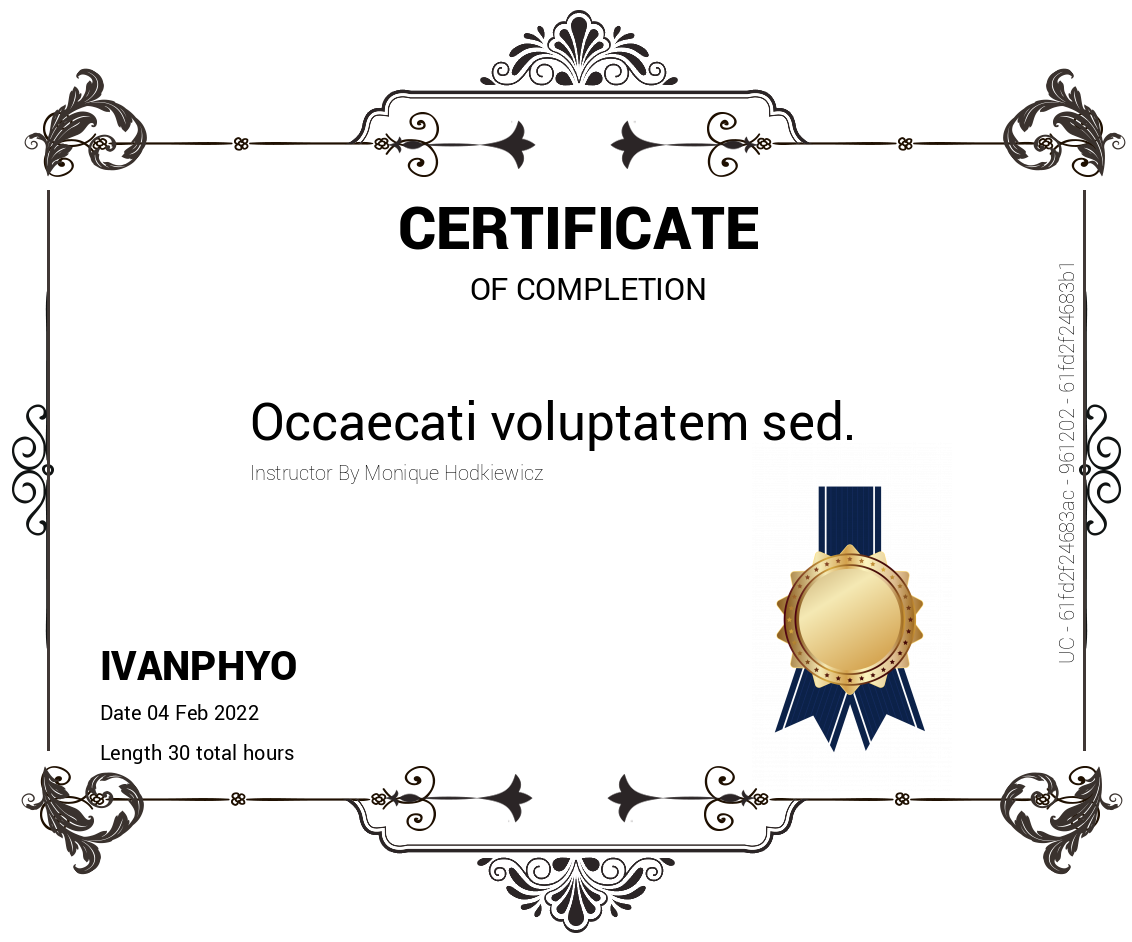 CERTIFICATE
OF COMPLETION
Occaecati voluptatem sed.
Instructor By Monique Hodkiewicz
IVANPHYO
Date 04 Feb 2022
Length 30 total hours
UC - 61fd2f24683ac - 961202 - 61fd2f24683b1